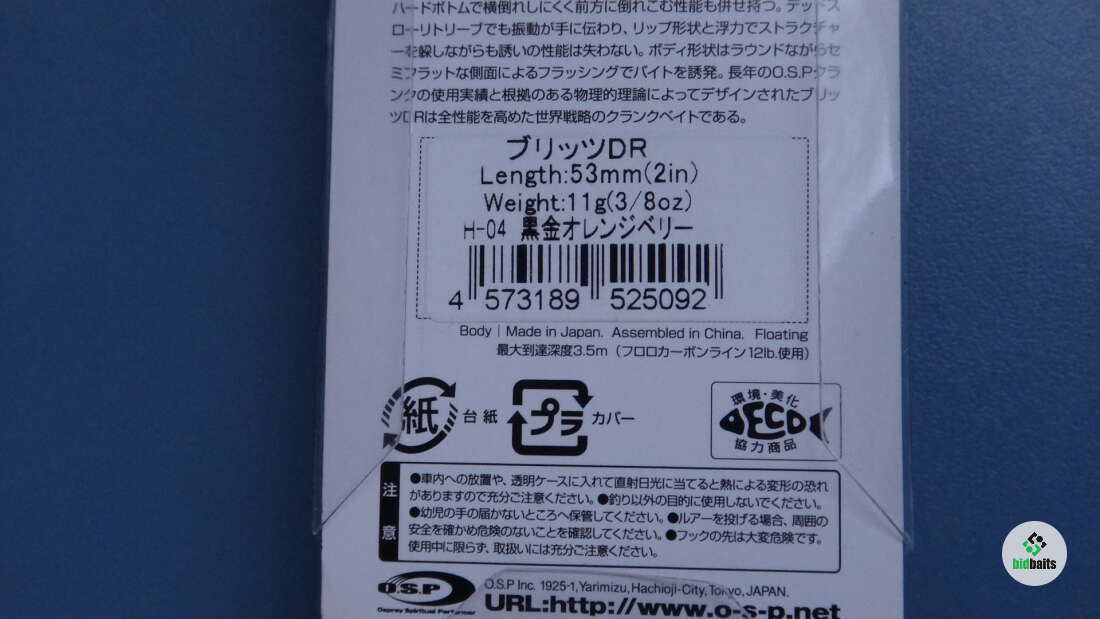 ハードボトムで横倒れしにくく前方に倒れこむ性能も併せ持つ。デッドス
ローリトリーブでも振動が手に伝わり、リップ形状と浮力でストラクチャ
ーを躱しながらも誘いの性能は失わない。ボディ形状はラウンドながらセ
ミフラットな側面によるフラッシングでバイトを誘発。長年のO.S.Pクラ
ンクの使用実績と根拠のある物理的理論によってデザインされたブリッ
ツDRは全性能を高めた世界戦略のクランクベイトである。
ブリッツDR
Length:53mm(2in)
Weight:11g(3/8oz)
H-04 黒金オレンジベリー
4 573189 525092
Body | Made in Japan. Assembled in China. Floating
最大到達深度3.5m（フロロカーボンライン12lb.使用）
紙 台紙 プラ カバー
環境・美化
DECO
協力商品
注意
●車内への放置や、透明ケースに入れて直射日光に当てると熱による変形の恐れ
がありますので充分ご注意ください。●釣り以外の目的に使用しないでください。
●幼児の手の届かないところへ保管してください。●ルアーを投げる場合、周囲の
安全を確かめ危険のないことを確認してください。●フックの先は大変危険です。
使用中に限らず、取扱いには充分ご注意ください。
O.S.P
Osprey Spiritual Performer
O.S.P Inc. 1925-1, Yarimizu, Hachioji-City, Tokyo, JAPAN.
URL:http://www.o-s-p.net
bidbaits